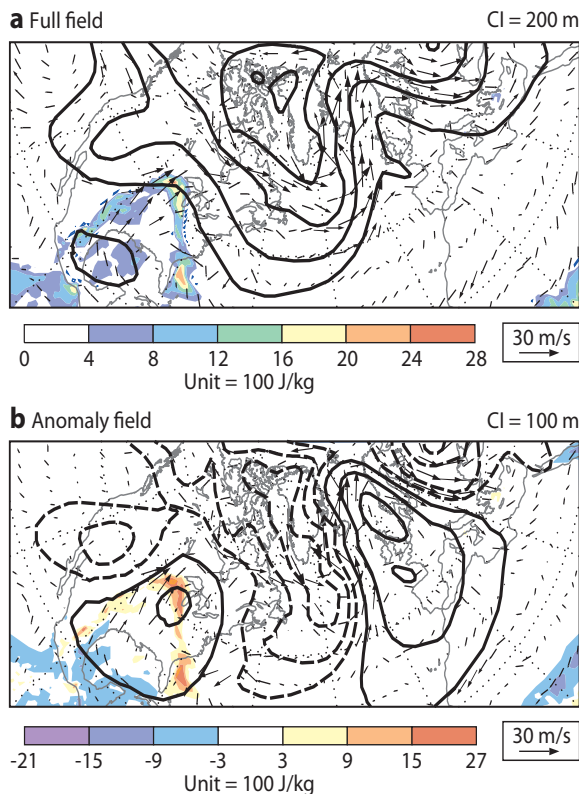 a Full field CI = 200 m
0 4 8 12 16 20 24 28
Unit = 100 J/kg
30 m/s
b Anomaly field CI = 100 m
-21 -15 -9 -3 3 9 15 27
Unit = 100 J/kg
30 m/s